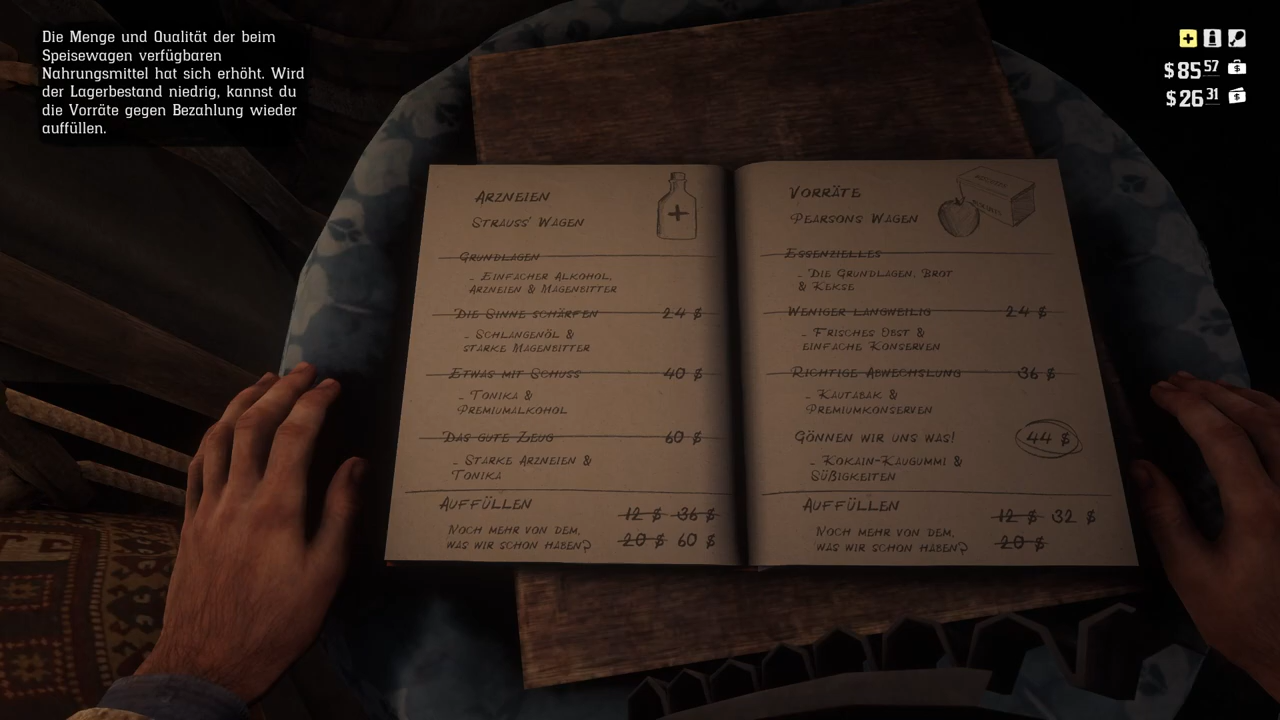 Die Menge und Qualität der beim
Speisewagen verfügbaren
Nahrungsmittel hat sich erhöht. Wird
der Lagerbestand niedrig, kannst du
die Vorräte gegen Bezahlung wieder
auffüllen.
$85 57
$26 31
ARZNEIEN
STRAUSS' WAGEN
GRUNDLAGEN
- EINFACHER ALKOHOL,
ARZNEIEN & MAGENBITTER
DIE SINNE SCHÄRFEN 24 $
- SCHLANGENÖL &
STARKE MAGENBITTER
ETWAS MIT SCHUSS 40 $
- TONIKA &
PREMIUMALKOHOL
DAS GUTE ZEUG 60 $
- STARKE ARZNEIEN &
TONIKA
AUFFÜLLEN 12 $ 36 $
NOCH MEHR VON DEM,
WAS WIR SCHON HABEN? 20 $ 60 $
VORRÄTE
PEARSONS WAGEN
ESSENZIELLES
- DIE GRUNDLAGEN, BROT
& KEKSE
WENIGER LANGWEILIG 24 $
- FRISCHES OBST &
EINFACHE KONSERVEN
RICHTIGE ABWECHSLUNG 36 $
- KAUTABAK &
PREMIUMKONSERVEN
GÖNNEN WIR UNS WAS! 44 $
- KOKAIN-KAUGUMMI &
SÜẞIGKEITEN
AUFFÜLLEN 12 $ 32 $
NOCH MEHR VON DEM,
WAS WIR SCHON HABEN? 20 $